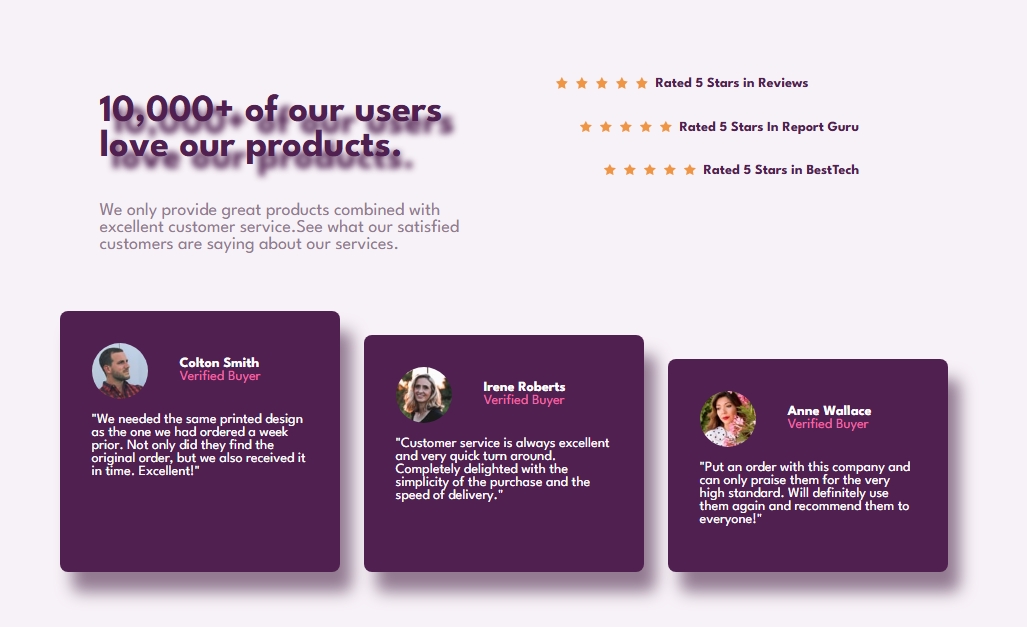 10,000+ of our users
love our products.
We only provide great products combined with
excellent customer service.See what our satisfied
customers are saying about our services.
Rated 5 Stars in Reviews
Rated 5 Stars In Report Guru
Rated 5 Stars in BestTech
Colton Smith
Verified Buyer
"We needed the same printed design
as the one we had ordered a week
prior. Not only did they find the
original order, but we also received it
in time. Excellent!"
Irene Roberts
Verified Buyer
"Customer service is always excellent
and very quick turn around.
Completely delighted with the
simplicity of the purchase and the
speed of delivery."
Anne Wallace
Verified Buyer
"Put an order with this company and
can only praise them for the very
high standard. Will definitely use
them again and recommend them to
everyone!"